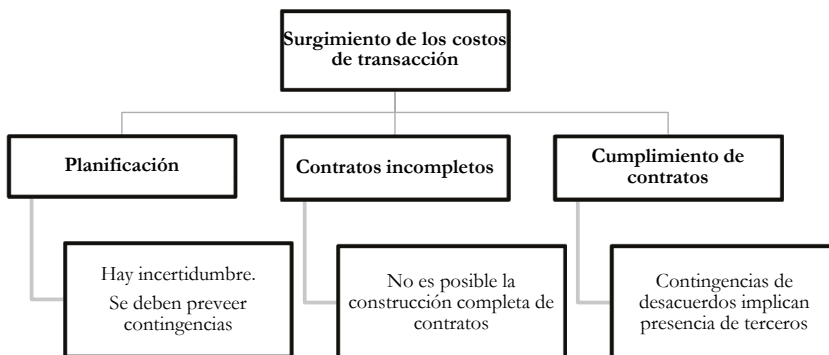 Surgimiento de los costos
de transacción
Planificación
Contratos incompletos
Cumplimiento de
contratos
Hay incertidumbre.
Se deben preveer
contingencias
No es posible la
construcción completa de
contratos
Contingencias de
desacuerdos implican
presencia de terceros